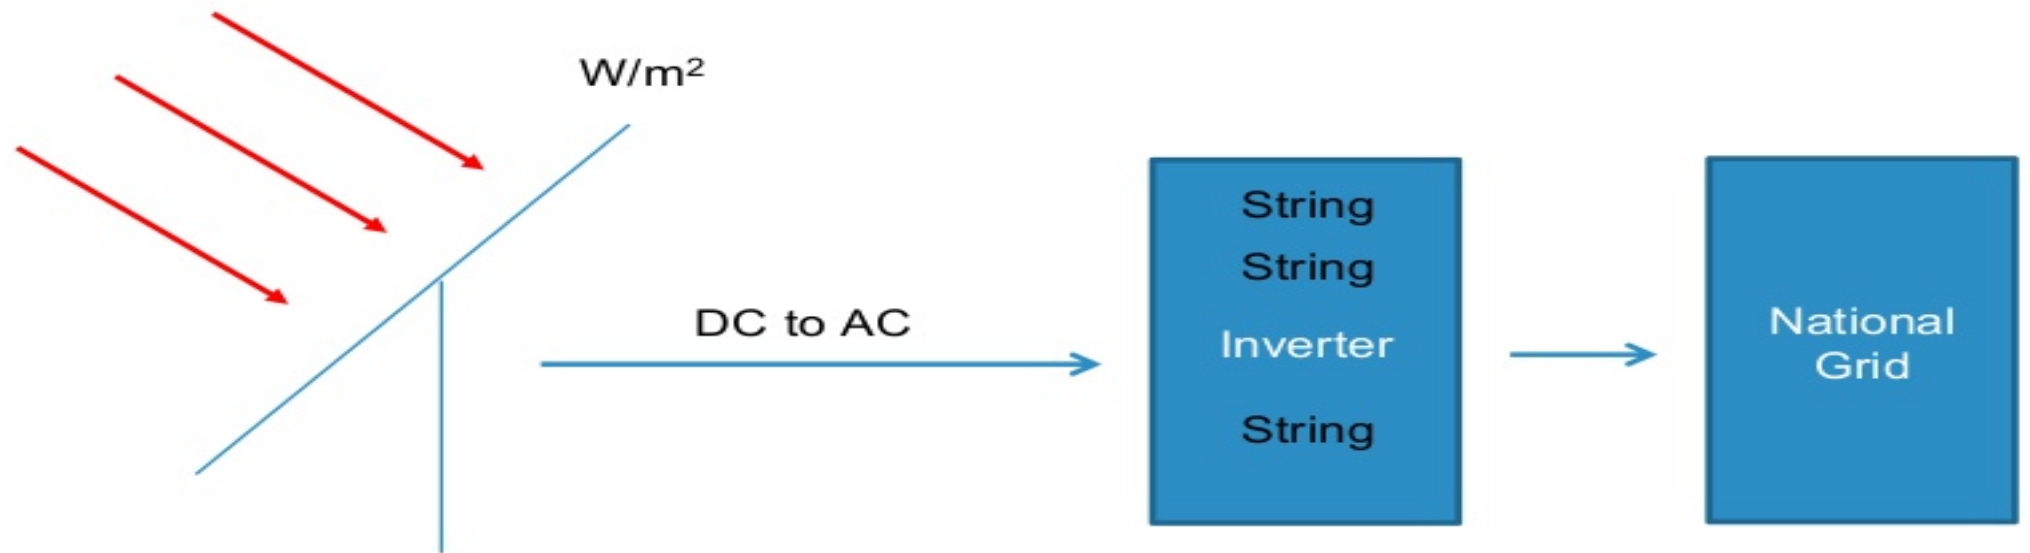 W/m²
DC to AC
String
String
Inverter
String
National
Grid